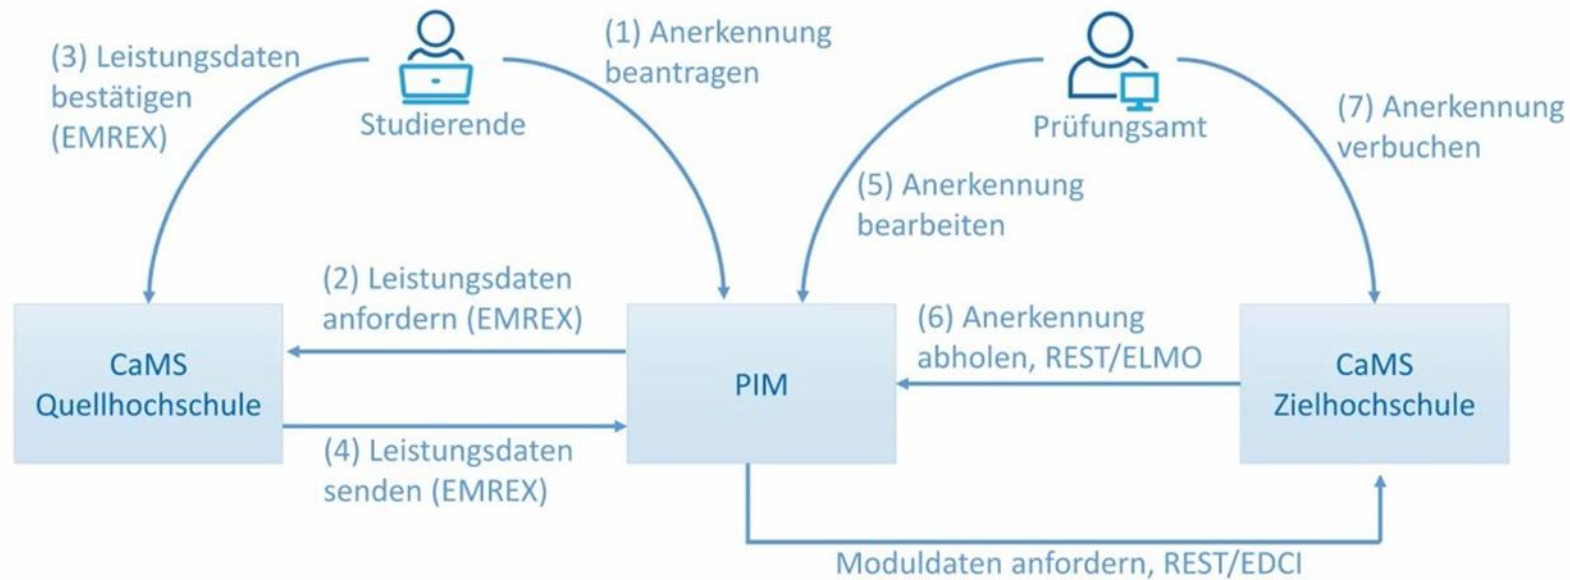 (3) Leistungsdaten
bestätigen
(EMREX)
Studierende
(1) Anerkennung
beantragen
Prüfungsamt
(7) Anerkennung
verbuchen
(5) Anerkennung
bearbeiten
(2) Leistungsdaten
anfordern (EMREX)
(6) Anerkennung
abholen, REST/ELMO
CaMS
Quellhochschule
PIM
CaMS
Zielhochschule
(4) Leistungsdaten
senden (EMREX)
Moduldaten anfordern, REST/EDCI